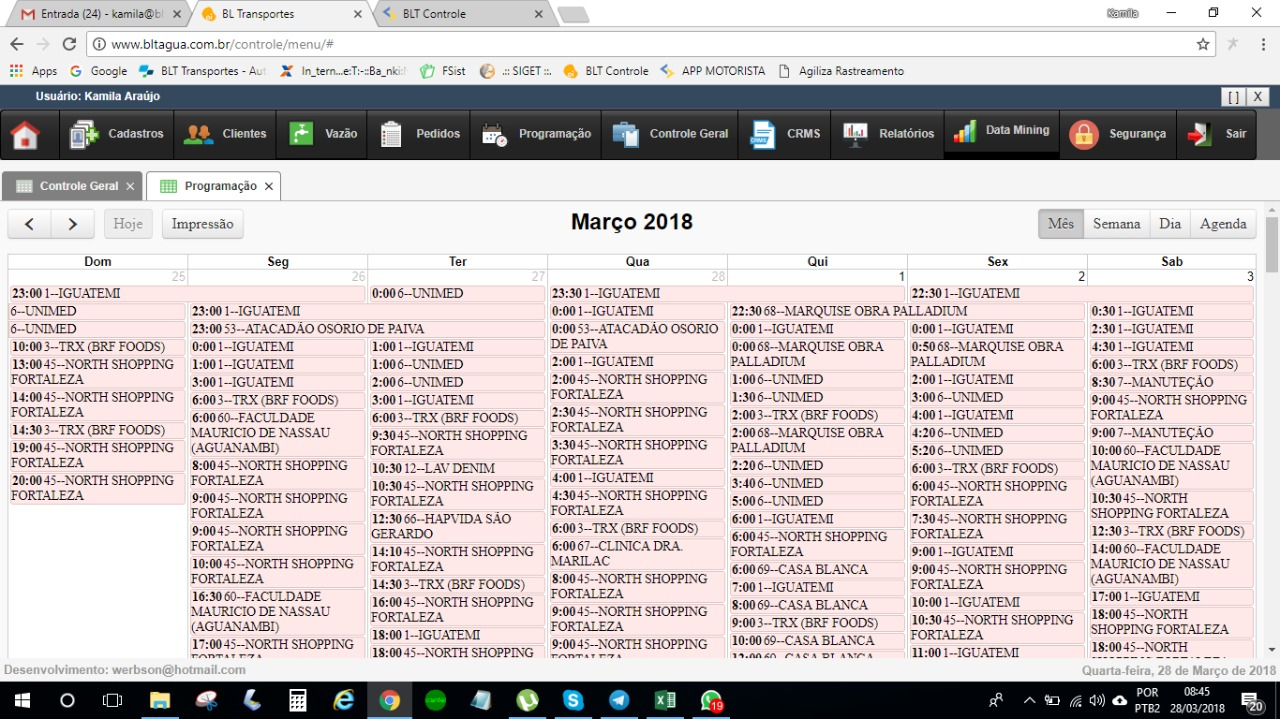 Entrada (24) - kamila@bl
BL Transportes
BLT Controle
Kamila
www.bltagua.com.br/controle/menu/#
Apps
Google
BLT Transportes - Aut
In_tern...e:T:-::Ba_nki:N
FSist
.:: SIGET ::.
BLT Controle
APP MOTORISTA
Agiliza Rastreamento
Usuário: Kamila Araújo
[ ] X
Cadastros
Clientes
Vazão
Pedidos
Programação
Controle Geral
CRMS
Relatórios
Data Mining
Segurança
Sair
Controle Geral
Programação
Hoje
Impressão
Março 2018
Mês
Semana
Dia
Agenda
Dom
Seg
Ter
Qua
Qui
Sex
Sab
25
26
27
28
1
2
3
23:00 1--IGUATEMI
6--UNIMED
6--UNIMED
10:00 3--TRX (BRF FOODS)
13:00 45--NORTH SHOPPING
FORTALEZA
14:00 45--NORTH SHOPPING
FORTALEZA
14:30 3--TRX (BRF FOODS)
19:00 45--NORTH SHOPPING
FORTALEZA
20:00 45--NORTH SHOPPING
FORTALEZA
23:00 1--IGUATEMI
23:00 53--ATACADÃO OSORIO DE PAIVA
0:00 1--IGUATEMI
1:00 1--IGUATEMI
3:00 1--IGUATEMI
6:00 3--TRX (BRF FOODS)
6:00 60--FACULDADE
MAURICIO DE NASSAU
(AGUANAMBI)
8:00 45--NORTH SHOPPING
FORTALEZA
9:00 45--NORTH SHOPPING
FORTALEZA
9:00 45--NORTH SHOPPING
FORTALEZA
10:00 45--NORTH SHOPPING
FORTALEZA
16:30 60--FACULDADE
MAURICIO DE NASSAU
(AGUANAMBI)
17:00 45--NORTH SHOPPING
FORTALEZA
0:00 6--UNIMED
1:00 1--IGUATEMI
1:00 6--UNIMED
2:00 6--UNIMED
3:00 1--IGUATEMI
6:00 3--TRX (BRF FOODS)
9:30 45--NORTH SHOPPING
FORTALEZA
10:30 12--LAV DENIM
10:30 45--NORTH SHOPPING
FORTALEZA
12:30 66--HAPVIDA SÃO
GERARDO
14:10 45--NORTH SHOPPING
FORTALEZA
14:30 3--TRX (BRF FOODS)
16:00 45--NORTH SHOPPING
FORTALEZA
18:00 1--IGUATEMI
18:00 45--NORTH SHOPPING
23:30 1--IGUATEMI
0:00 1--IGUATEMI
0:00 53--ATACADÃO OSORIO
DE PAIVA
2:00 1--IGUATEMI
2:00 45--NORTH SHOPPING
FORTALEZA
2:30 45--NORTH SHOPPING
FORTALEZA
3:30 45--NORTH SHOPPING
FORTALEZA
4:00 1--IGUATEMI
4:30 45--NORTH SHOPPING
FORTALEZA
6:00 3--TRX (BRF FOODS)
6:00 67--CLINICA DRA.
MARILAC
8:00 45--NORTH SHOPPING
FORTALEZA
9:00 45--NORTH SHOPPING
FORTALEZA
9:00 45--NORTH SHOPPING
FORTALEZA
22:30 68--MARQUISE OBRA PALLADIUM
0:00 1--IGUATEMI
0:00 68--MARQUISE OBRA
PALLADIUM
1:00 6--UNIMED
1:30 6--UNIMED
2:00 3--TRX (BRF FOODS)
2:00 68--MARQUISE OBRA
PALLADIUM
2:20 6--UNIMED
3:40 6--UNIMED
5:00 6--UNIMED
6:00 1--IGUATEMI
6:00 45--NORTH SHOPPING
FORTALEZA
6:00 69--CASA BLANCA
7:00 1--IGUATEMI
8:00 69--CASA BLANCA
9:00 3--TRX (BRF FOODS)
10:00 69--CASA BLANCA
22:30 1--IGUATEMI
0:00 1--IGUATEMI
0:50 68--MARQUISE OBRA
PALLADIUM
2:00 1--IGUATEMI
3:00 6--UNIMED
4:00 1--IGUATEMI
4:20 6--UNIMED
5:20 6--UNIMED
6:00 3--TRX (BRF FOODS)
6:00 45--NORTH SHOPPING
FORTALEZA
7:30 45--NORTH SHOPPING
FORTALEZA
9:00 1--IGUATEMI
9:00 45--NORTH SHOPPING
FORTALEZA
10:00 1--IGUATEMI
10:30 45--NORTH SHOPPING
FORTALEZA
11:00 1--IGUATEMI
0:30 1--IGUATEMI
2:30 1--IGUATEMI
4:30 1--IGUATEMI
6:00 3--TRX (BRF FOODS)
8:30 7--MANUTEÇÃO
9:00 45--NORTH SHOPPING
FORTALEZA
9:00 7--MANUTEÇÃO
10:00 60--FACULDADE
MAURICIO DE NASSAU
(AGUANAMBI)
10:30 45--NORTH
SHOPPING FORTALEZA
12:30 3--TRX (BRF FOODS)
14:00 60--FACULDADE
MAURICIO DE NASSAU
(AGUANAMBI)
17:00 1--IGUATEMI
18:00 45--NORTH
SHOPPING FORTALEZA
18:00 45--NORTH
Desenvolvimento: werbson@hotmail.com
Quarta-feira, 28 de Março de 2018
19
POR
PTB2
08:45
28/03/2018
20